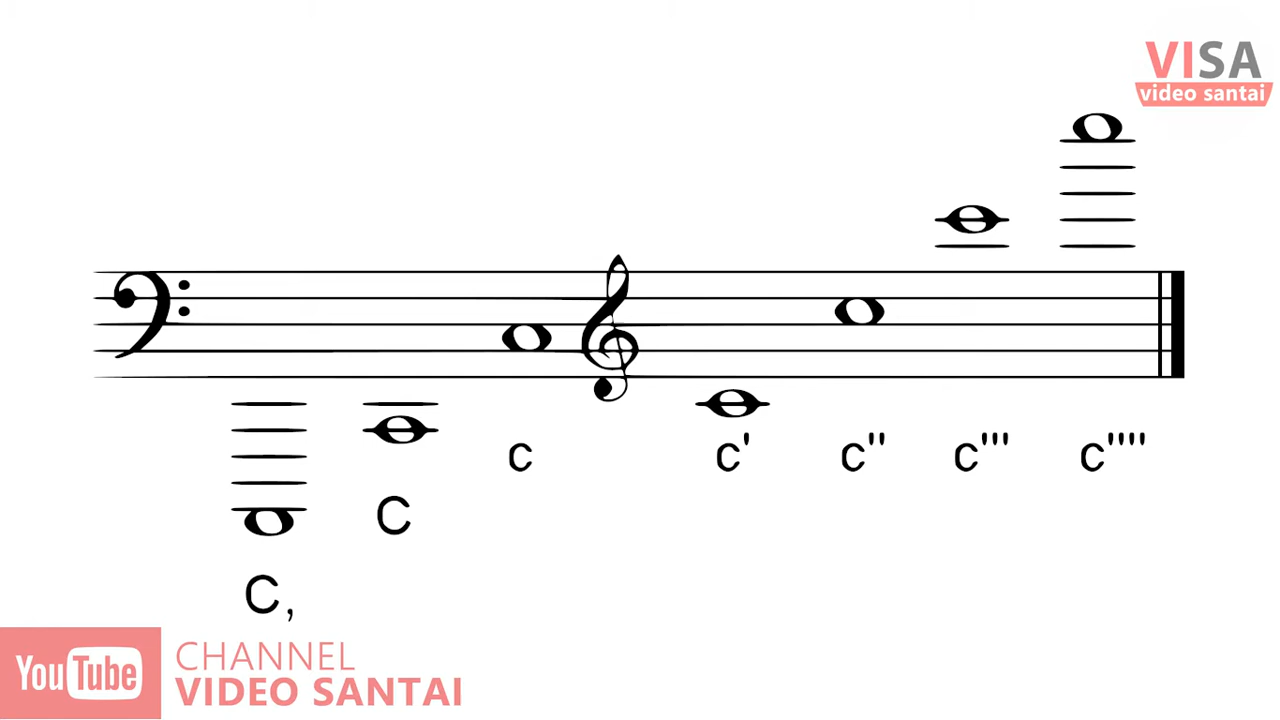 VISA
video santai
c
c'
c''
c'''
c''''
C
C,
YouTube
CHANNEL
VIDEO SANTAI